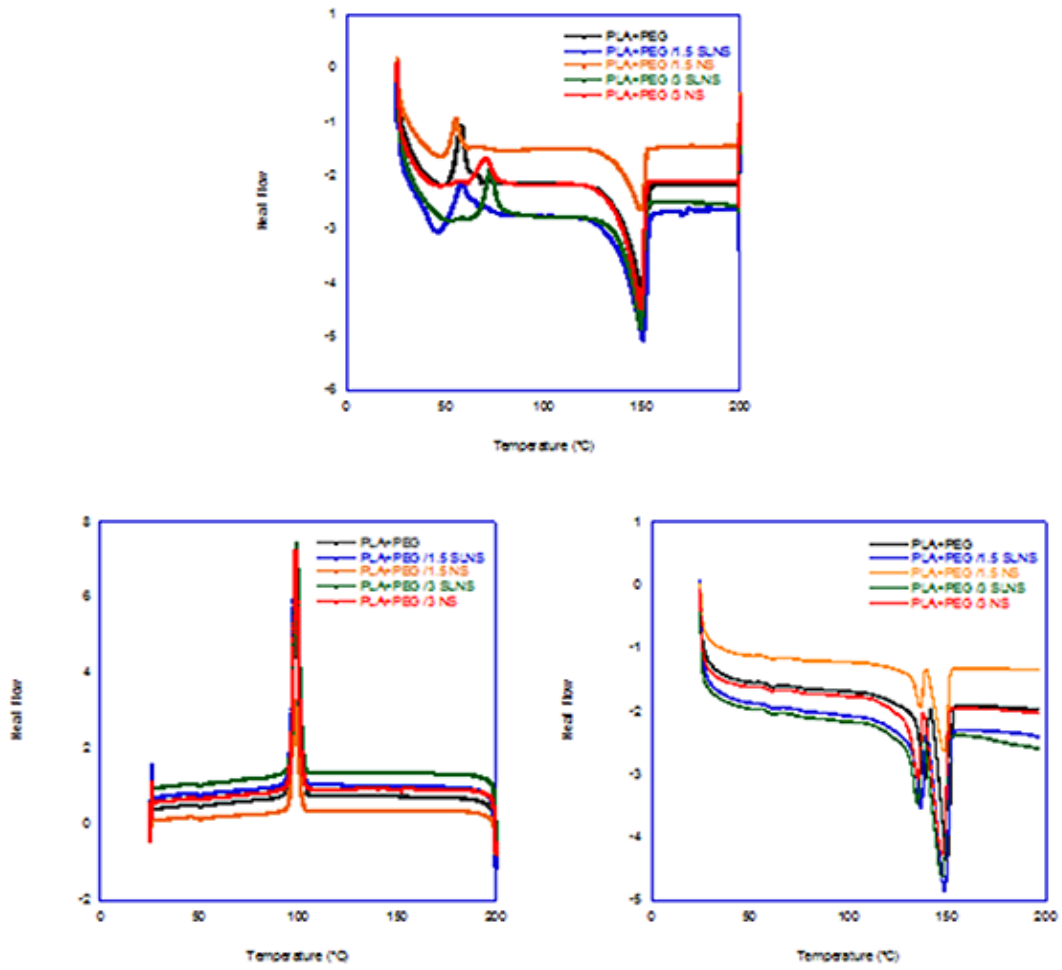 1
0
-1
-2
-3
-4
-5
-6
0 50 100 150 200
Heat Flow
Temperature (°C)
PLA+PEG
PLA+PEG /1.5 SLNS
PLA+PEG /1.5 NS
PLA+PEG /3 SLNS
PLA+PEG /3 NS
8
6
4
2
0
-2
0 50 100 150 200
Heat Flow
Temperature (°C)
PLA+PEG
PLA+PEG /1.5 SLNS
PLA+PEG /1.5 NS
PLA+PEG /3 SLNS
PLA+PEG /3 NS
1
0
-1
-2
-3
-4
-5
0 50 100 150 200
Heat Flow
Temperature (°C)
PLA+PEG
PLA+PEG /1.5 SLNS
PLA+PEG /1.5 NS
PLA+PEG /3 SLNS
PLA+PEG /3 NS